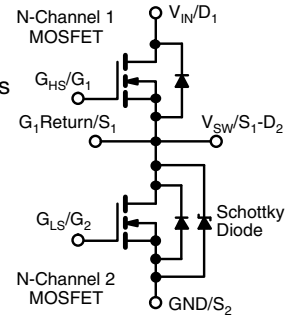 N-Channel 1
MOSFET
V_IN/D_1
s
G_HS/G_1
G_1Return/S_1
V_SW/S_1-D_2
G_LS/G_2
Schottky
Diode
N-Channel 2
MOSFET
GND/S_2